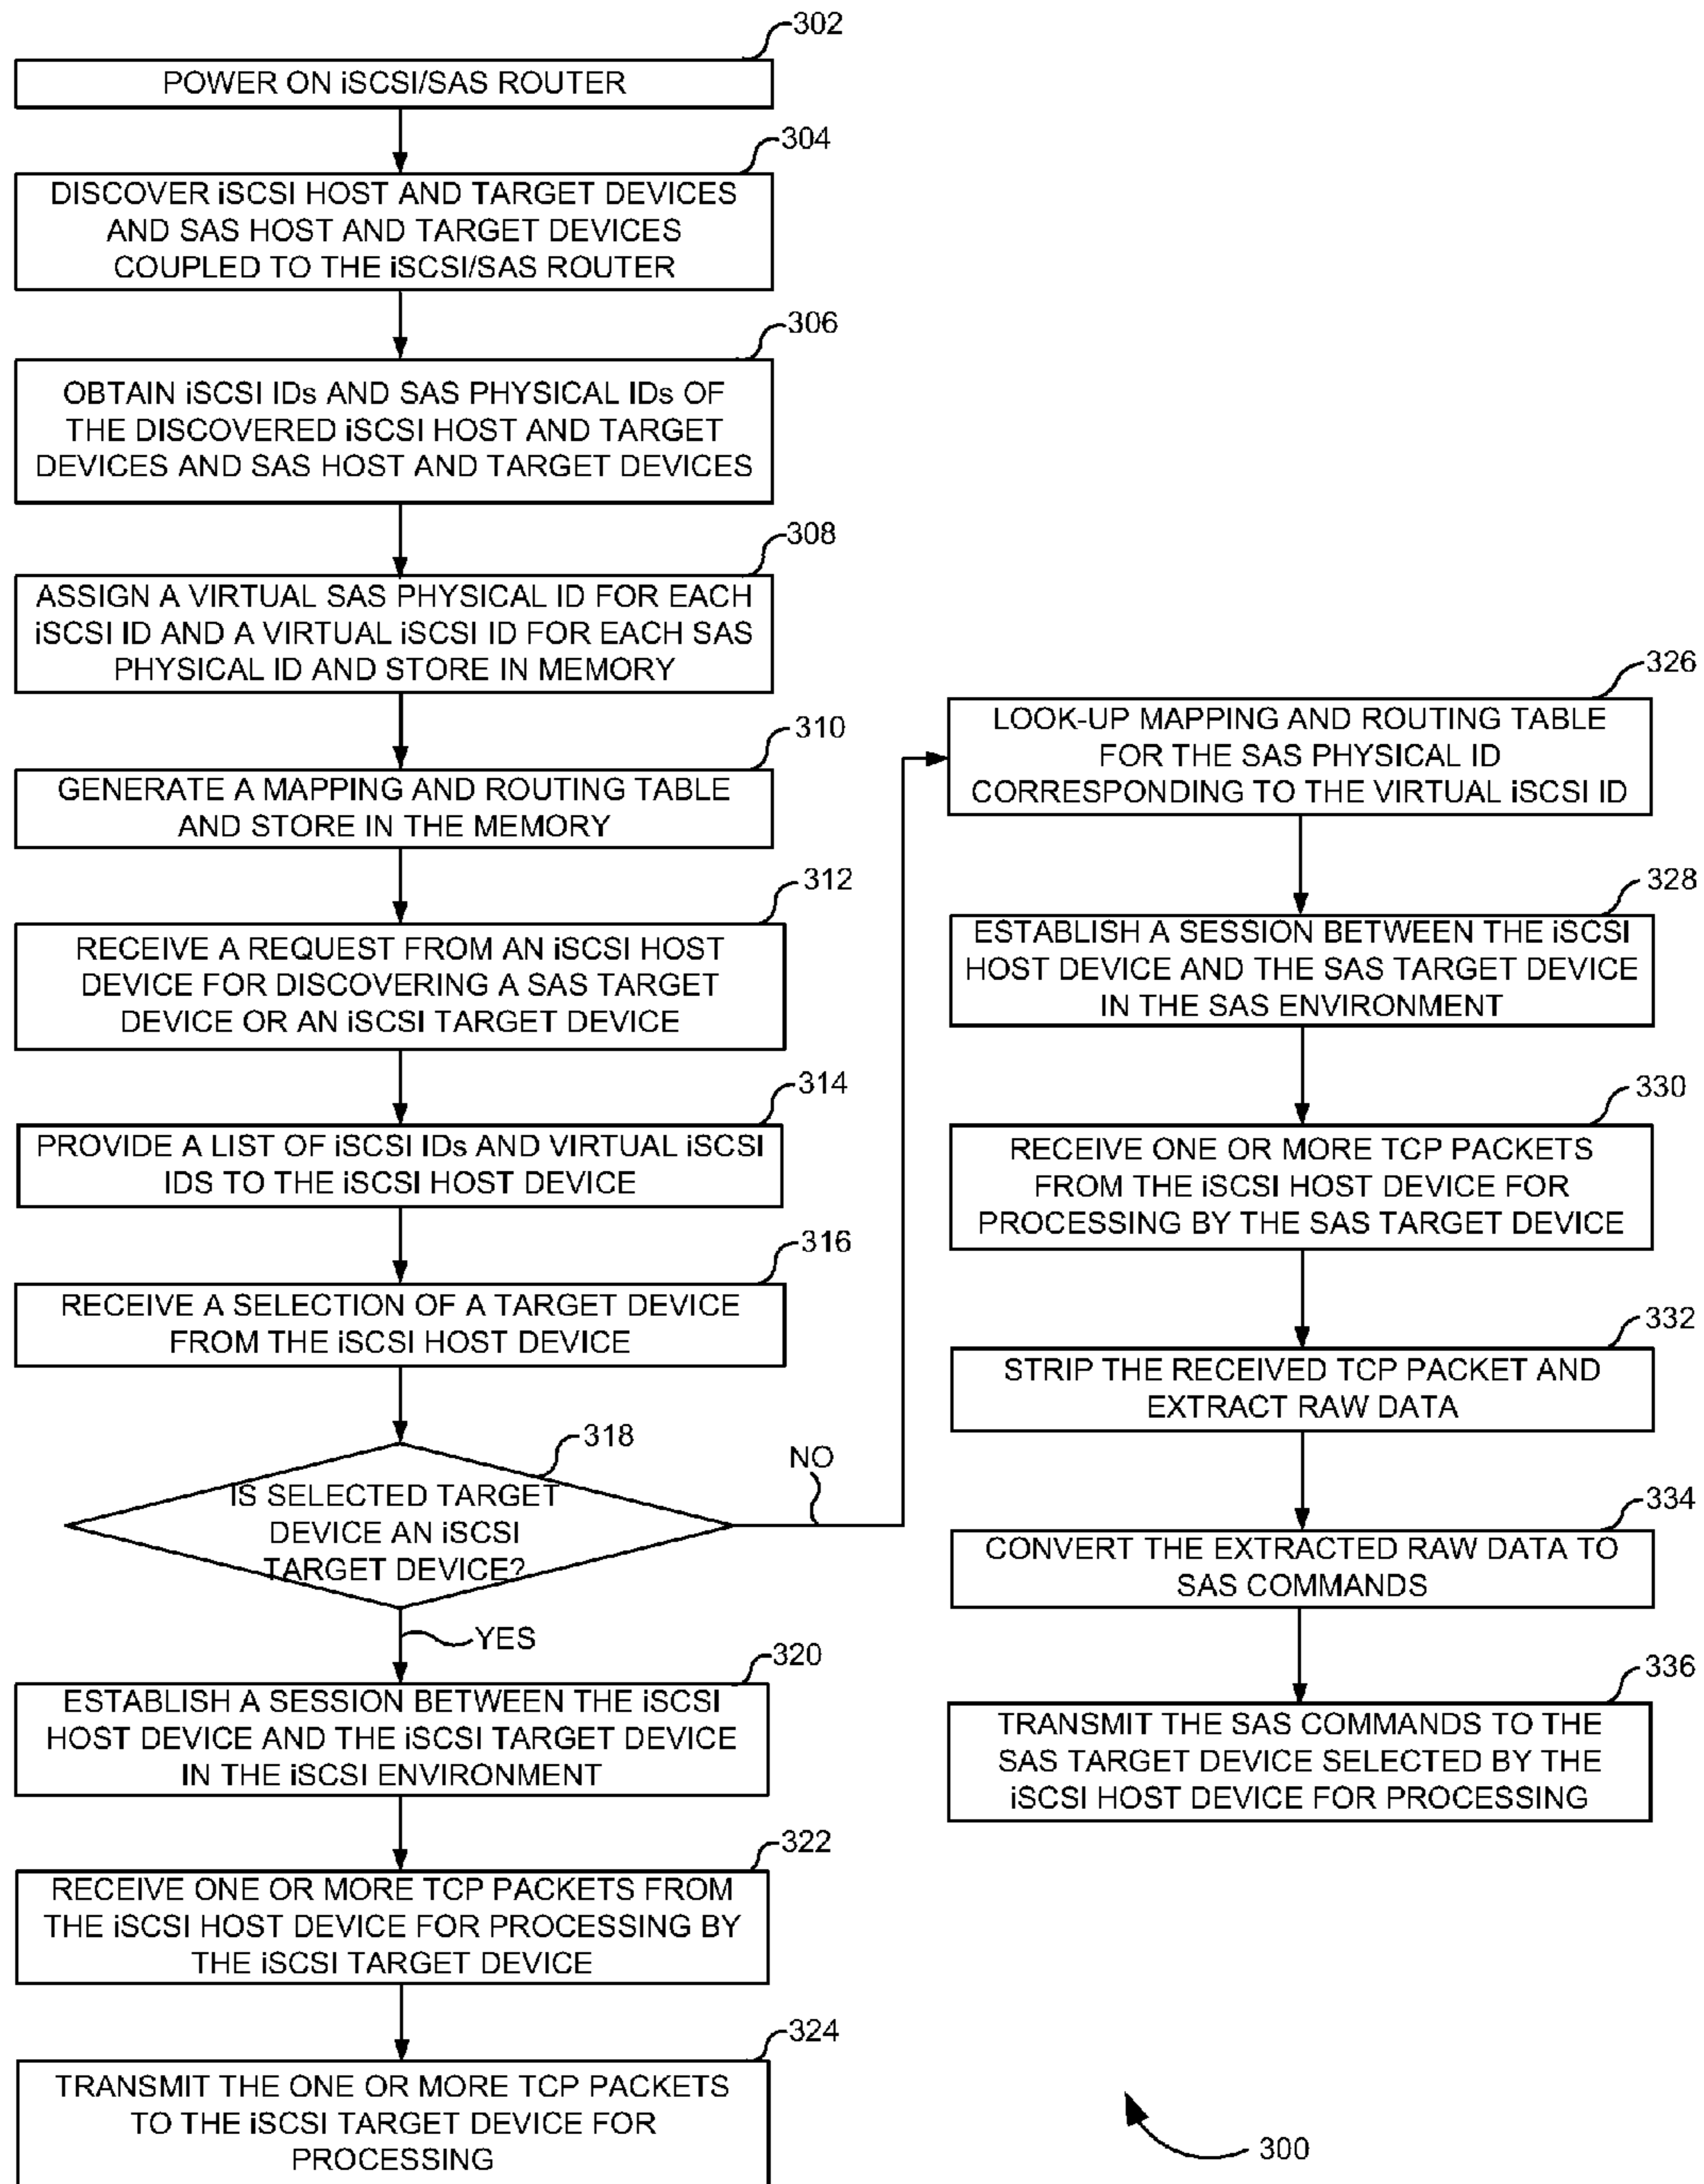 302
POWER ON iSCSI/SAS ROUTER
304
DISCOVER iSCSI HOST AND TARGET DEVICES
AND SAS HOST AND TARGET DEVICES
COUPLED TO THE iSCSI/SAS ROUTER
306
OBTAIN iSCSI IDs AND SAS PHYSICAL IDs OF
THE DISCOVERED iSCSI HOST AND TARGET
DEVICES AND SAS HOST AND TARGET DEVICES
308
ASSIGN A VIRTUAL SAS PHYSICAL ID FOR EACH
iSCSI ID AND A VIRTUAL iSCSI ID FOR EACH SAS
PHYSICAL ID AND STORE IN MEMORY
310
GENERATE A MAPPING AND ROUTING TABLE
AND STORE IN THE MEMORY
312
RECEIVE A REQUEST FROM AN iSCSI HOST
DEVICE FOR DISCOVERING A SAS TARGET
DEVICE OR AN iSCSI TARGET DEVICE
314
PROVIDE A LIST OF iSCSI IDs AND VIRTUAL iSCSI
IDS TO THE iSCSI HOST DEVICE
316
RECEIVE A SELECTION OF A TARGET DEVICE
FROM THE iSCSI HOST DEVICE
318
IS SELECTED TARGET
DEVICE AN iSCSI
TARGET DEVICE?
NO
YES
320
ESTABLISH A SESSION BETWEEN THE iSCSI
HOST DEVICE AND THE iSCSI TARGET DEVICE
IN THE iSCSI ENVIRONMENT
322
RECEIVE ONE OR MORE TCP PACKETS FROM
THE iSCSI HOST DEVICE FOR PROCESSING BY
THE iSCSI TARGET DEVICE
324
TRANSMIT THE ONE OR MORE TCP PACKETS
TO THE iSCSI TARGET DEVICE FOR
PROCESSING
326
LOOK-UP MAPPING AND ROUTING TABLE
FOR THE SAS PHYSICAL ID
CORRESPONDING TO THE VIRTUAL iSCSI ID
328
ESTABLISH A SESSION BETWEEN THE iSCSI
HOST DEVICE AND THE SAS TARGET DEVICE
IN THE SAS ENVIRONMENT
330
RECEIVE ONE OR MORE TCP PACKETS
FROM THE iSCSI HOST DEVICE FOR
PROCESSING BY THE SAS TARGET DEVICE
332
STRIP THE RECEIVED TCP PACKET AND
EXTRACT RAW DATA
334
CONVERT THE EXTRACTED RAW DATA TO
SAS COMMANDS
336
TRANSMIT THE SAS COMMANDS TO THE
SAS TARGET DEVICE SELECTED BY THE
iSCSI HOST DEVICE FOR PROCESSING
300